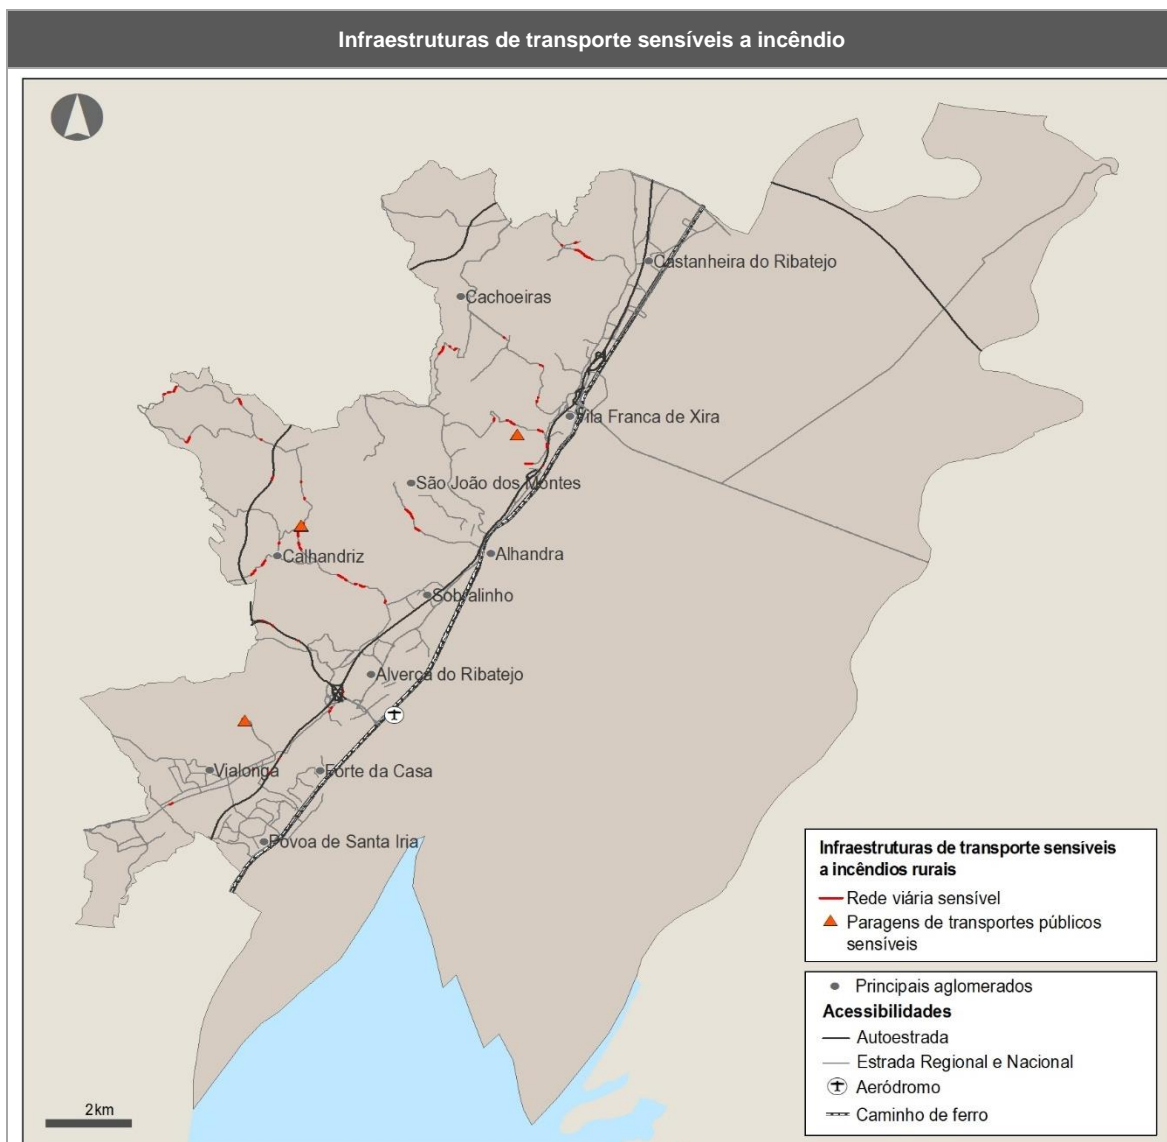 Infraestruturas de transporte sensíveis a incêndio
Castanheira do Ribatejo
Cachoeiras
Vila Franca de Xira
São João dos Montes
Alhandra
Calhandriz
Sobralinho
Alverca do Ribatejo
Vialonga
Forte da Casa
Póvoa de Santa Iria
Infraestruturas de transporte sensíveis
a incêndios rurais
Rede viária sensível
Paragens de transportes públicos
sensíveis
Principais aglomerados
Acessibilidades
Autoestrada
Estrada Regional e Nacional
Aeródromo
Caminho de ferro
2km